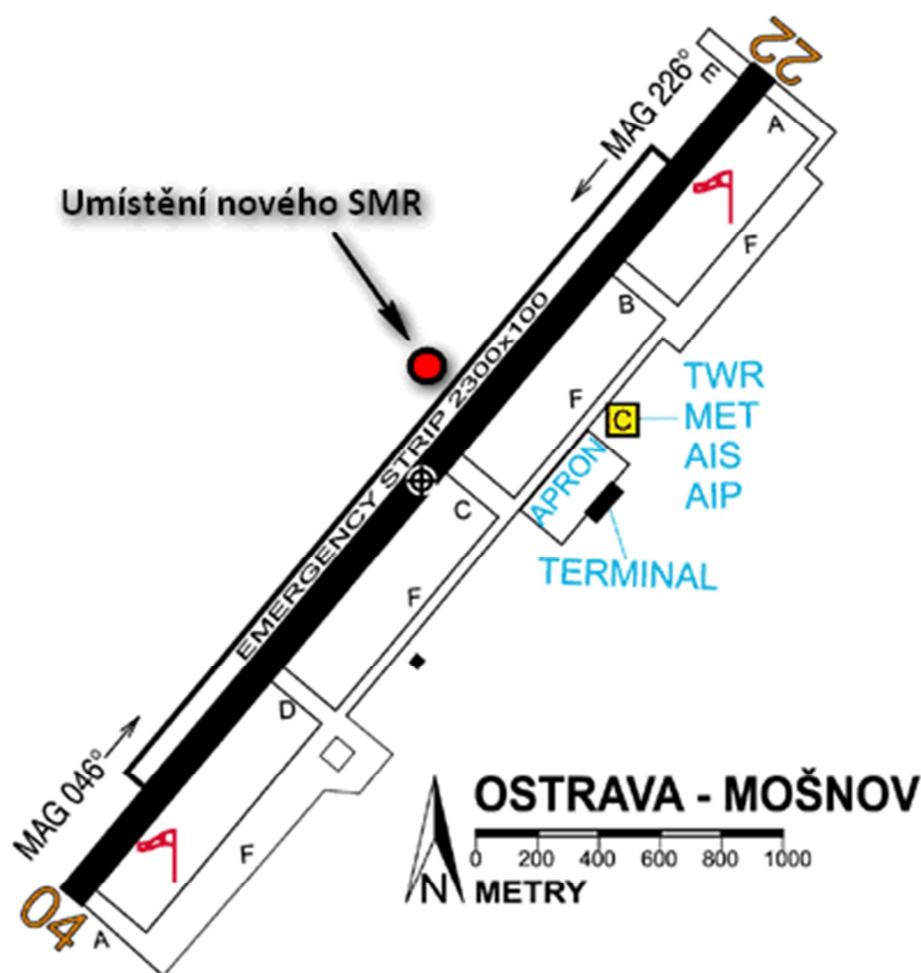 22
E
MAG 226°
A
Umístění nového SMR
F
B
EMERGENCY STRIP 2300x100
TWR
F
C
MET
AIS
APRON
AIP
C
TERMINAL
F
D
MAG 046°
OSTRAVA - MOŠNOV
F
0 200 400 600 800 1000
N
METRY
04
A